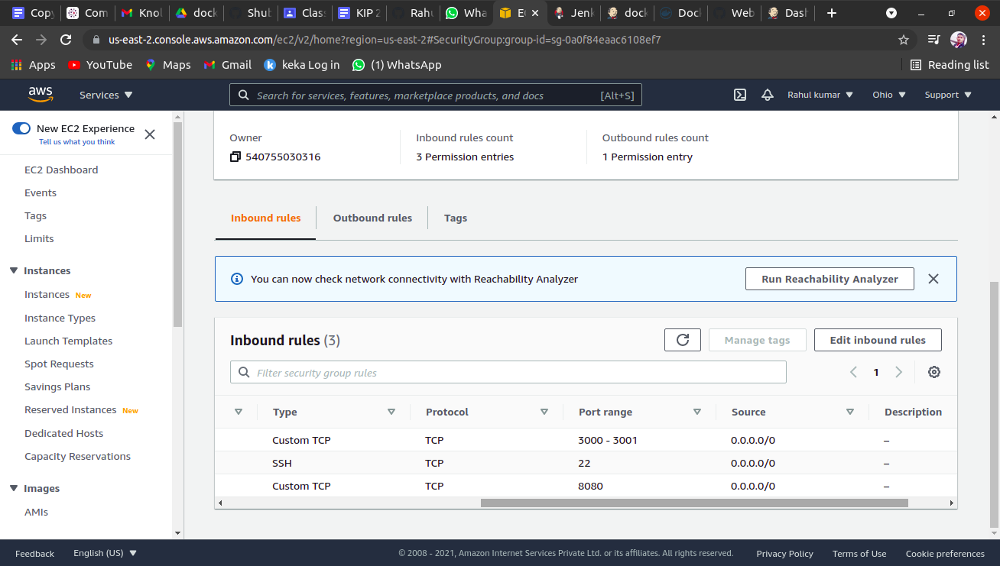 Copy Com Knol dock Shub Class KIP 2 Rahu Wha EC Jenk dock Dock Web Dash
us-east-2.console.aws.amazon.com/ec2/v2/home?region=us-east-2#SecurityGroup:group-id=sg-0a0f84eaac6108ef7
Apps YouTube Maps Gmail keka Log in (1) WhatsApp Reading list
aws Services Search for services, features, marketplace products, and docs [Alt+S] Rahul kumar Ohio Support
New EC2 Experience
Tell us what you think
EC2 Dashboard
Events
Tags
Limits
Instances
Instances New
Instance Types
Launch Templates
Spot Requests
Savings Plans
Reserved Instances New
Dedicated Hosts
Capacity Reservations
Images
AMIs
Owner Inbound rules count Outbound rules count
540755030316 3 Permission entries 1 Permission entry
Inbound rules Outbound rules Tags
You can now check network connectivity with Reachability Analyzer Run Reachability Analyzer
Inbound rules (3) Manage tags Edit inbound rules
Filter security group rules 1
Type Protocol Port range Source Description
Custom TCP TCP 3000 - 3001 0.0.0.0/0 –
SSH TCP 22 0.0.0.0/0 –
Custom TCP TCP 8080 0.0.0.0/0 –
Feedback English (US) © 2008 - 2021, Amazon Internet Services Private Ltd. or its affiliates. All rights reserved. Privacy Policy Terms of Use Cookie preferences